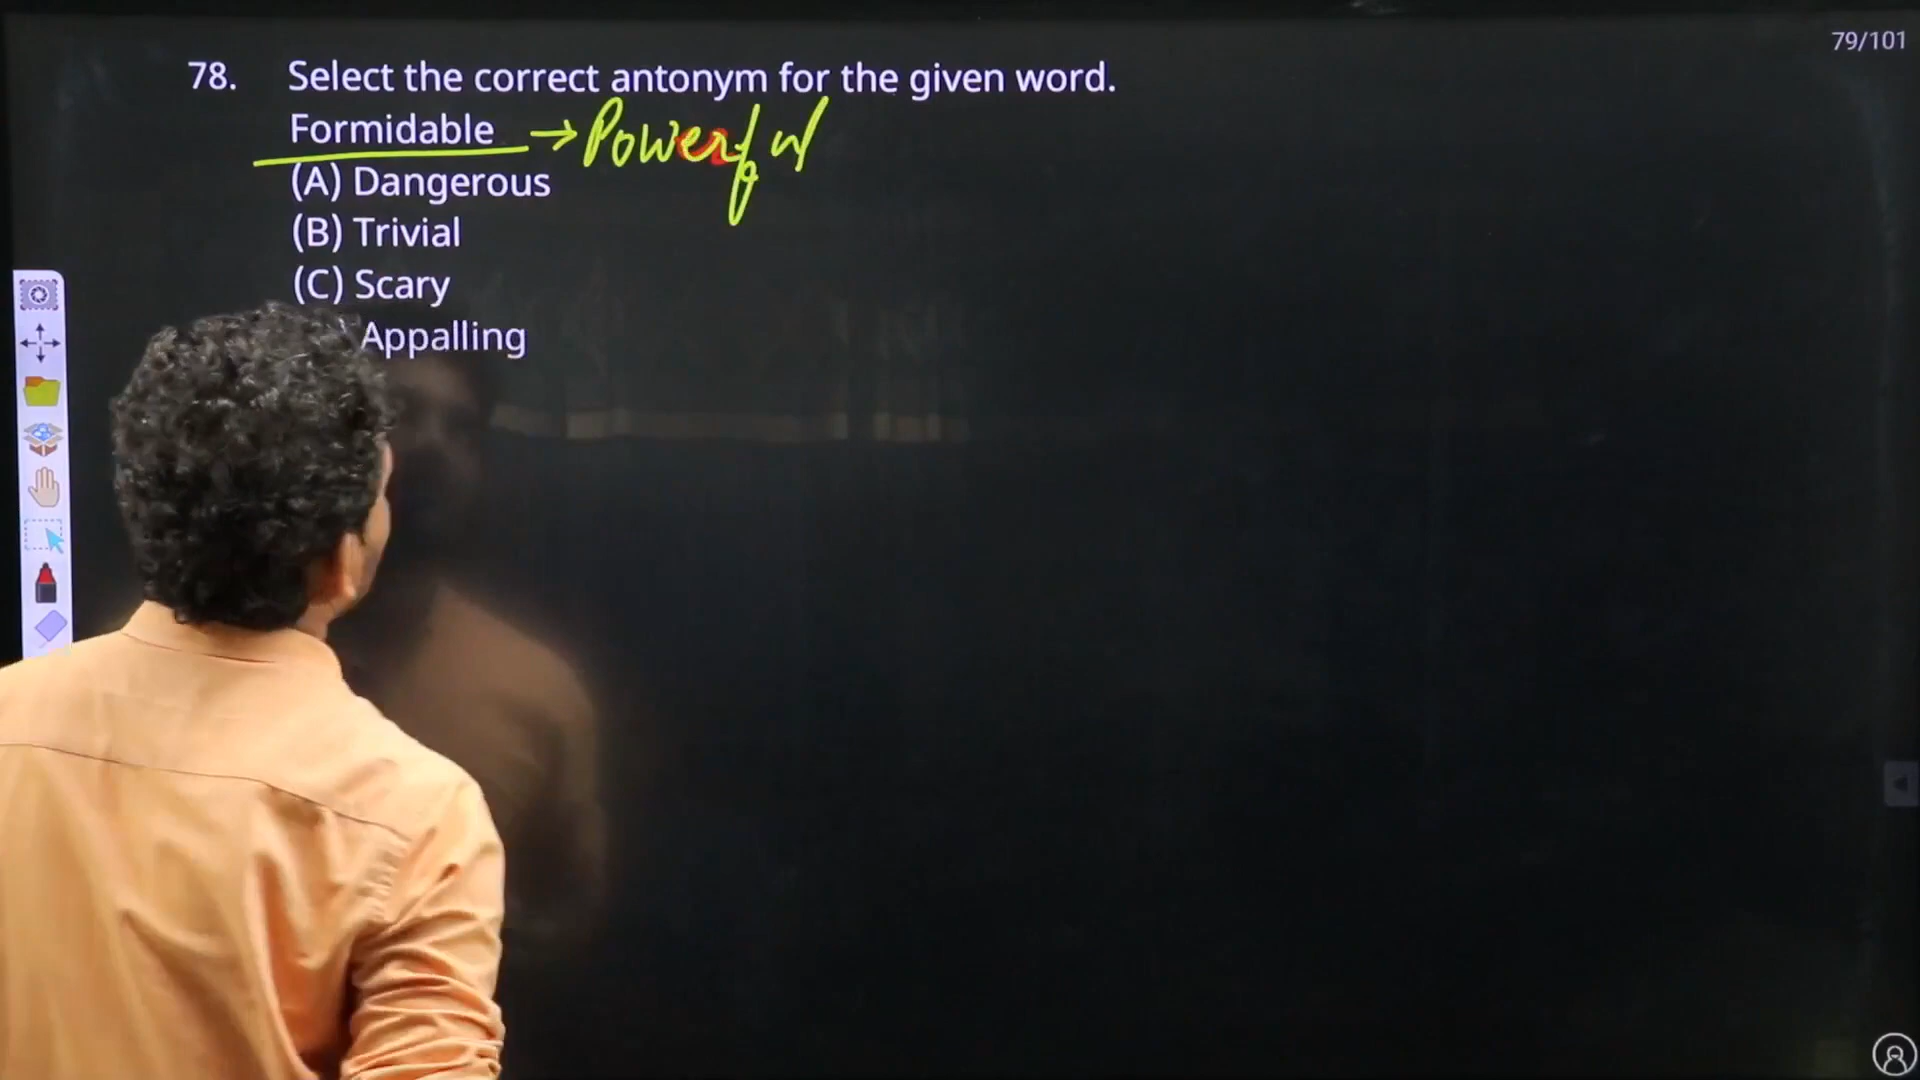 79/101
78. Select the correct antonym for the given word.
Formidable → Powerful
(A) Dangerous
(B) Trivial
(C) Scary
Appalling